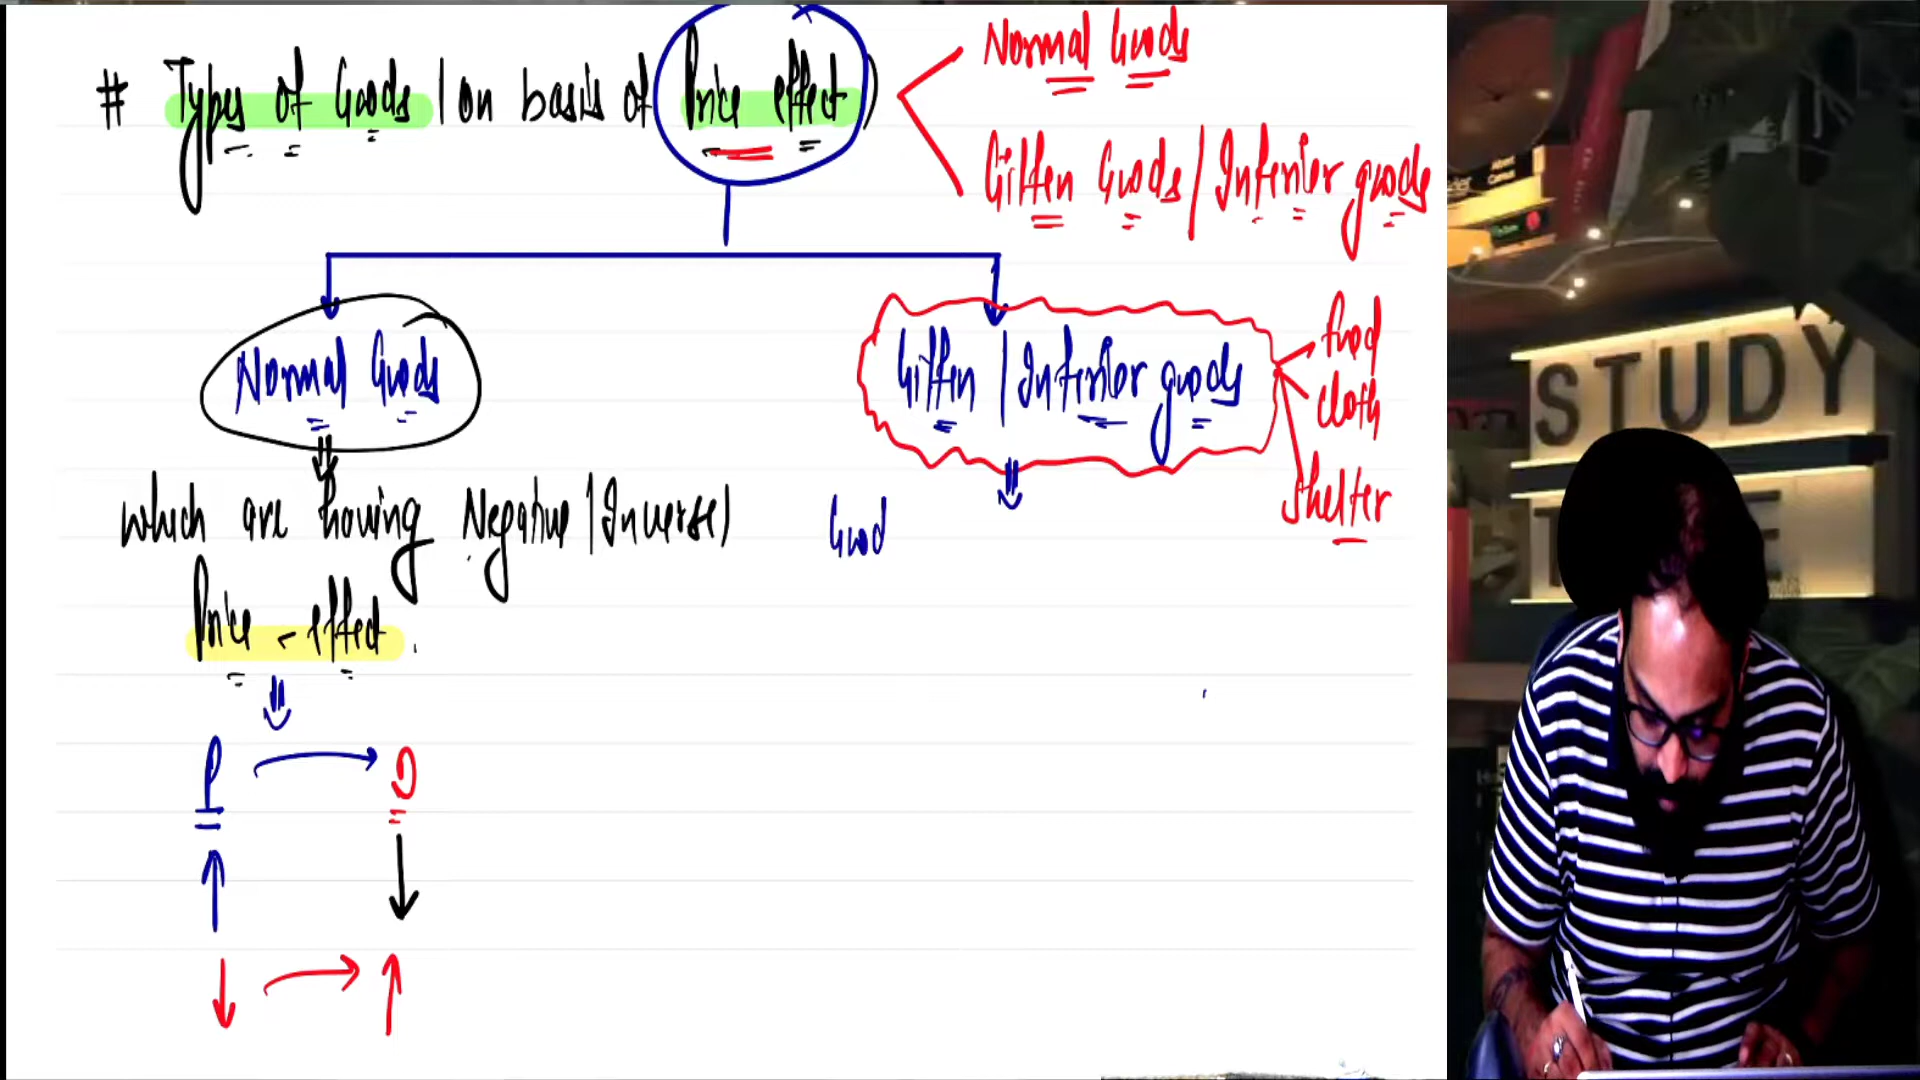 # Types of Goods (on basis of Price effect)
Normal Goods
Giffen Goods / Inferior goods
Normal Goods
Giffen / Inferior goods
food
cloth
shelter
which are having Negative (Inverse)
Price - effect.
Good
P → D
↑ ↓
↓ → ↑
STUDY